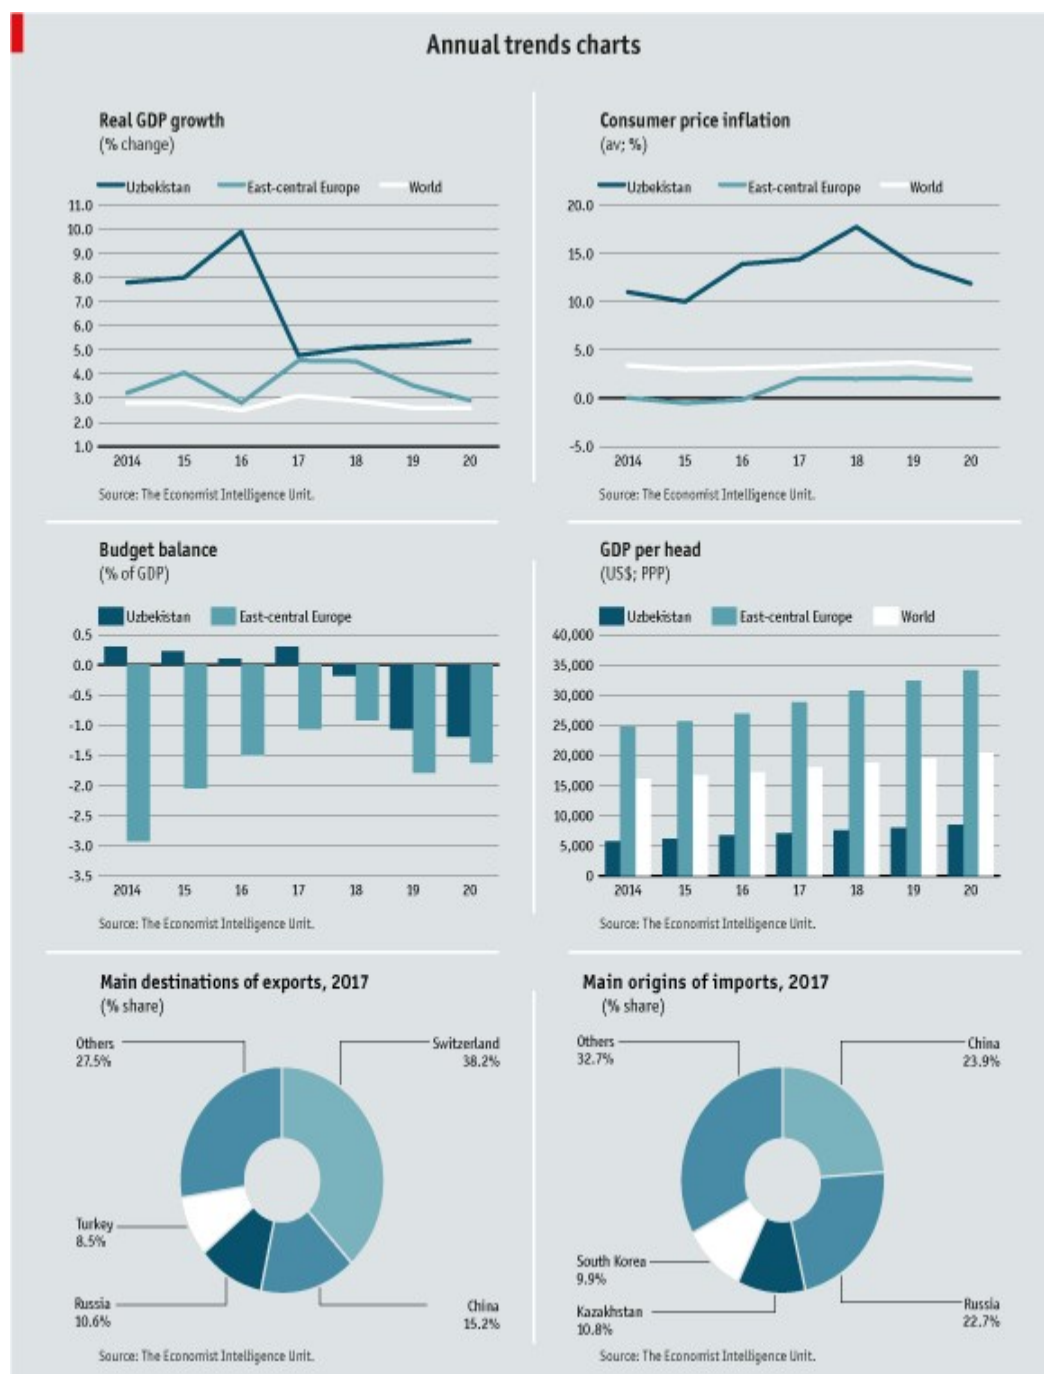 Annual trends charts
Real GDP growth
(% change)
Uzbekistan East-central Europe World
11.0
10.0
9.0
8.0
7.0
6.0
5.0
4.0
3.0
2.0
1.0
2014 15 16 17 18 19 20
Source: The Economist Intelligence Unit.
Consumer price inflation
(av; %)
Uzbekistan East-central Europe World
20.0
15.0
10.0
5.0
0.0
-5.0
2014 15 16 17 18 19 20
Source: The Economist Intelligence Unit.
Budget balance
(% of GDP)
Uzbekistan East-central Europe
0.5
0.0
-0.5
-1.0
-1.5
-2.0
-2.5
-3.0
-3.5
2014 15 16 17 18 19 20
Source: The Economist Intelligence Unit.
GDP per head
(US$; PPP)
Uzbekistan East-central Europe World
40,000
35,000
30,000
25,000
20,000
15,000
10,000
5,000
0
2014 15 16 17 18 19 20
Source: The Economist Intelligence Unit.
Main destinations of exports, 2017
(% share)
Others
27.5%
Switzerland
38.2%
Turkey
8.5%
Russia
10.6%
China
15.2%
Source: The Economist Intelligence Unit.
Main origins of imports, 2017
(% share)
Others
32.7%
China
23.9%
South Korea
9.9%
Kazakhstan
10.8%
Russia
22.7%
Source: The Economist Intelligence Unit.